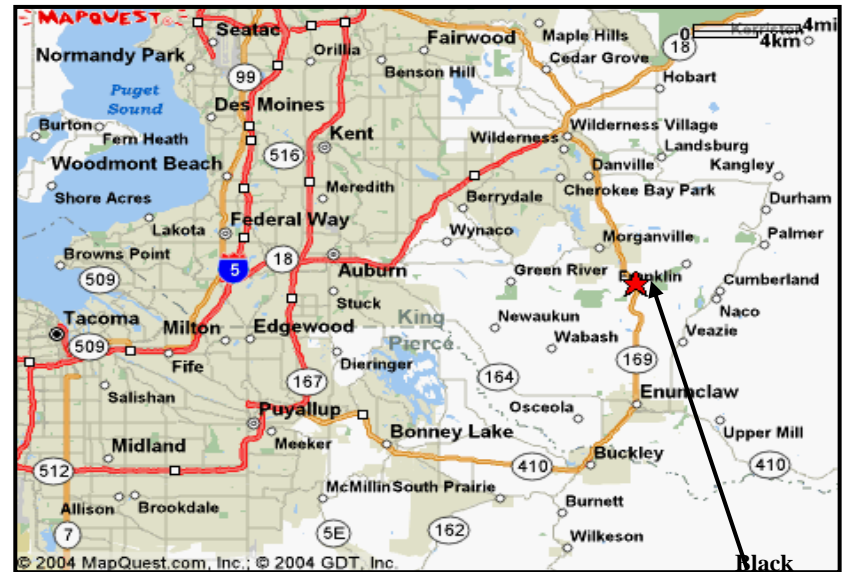 MAPQUEST
Seatac
Orillia
Fairwood
Maple Hills
0
4mi
4km
Kerriston
Normandy Park
99
Benson Hill
Cedar Grove
18
Hobart
Puget
Sound
Des Moines
Burton
Fern Heath
Kent
516
Wilderness
Wilderness Village
Landsburg
Woodmont Beach
Danville
Kangley
Shore Acres
Meredith
Berrydale
Cherokee Bay Park
Durham
Lakota
Federal Way
Wynaco
Morganville
Palmer
Browns Point
5
18
Auburn
Green River
Franklin
Cumberland
509
Stuck
Naco
Tacoma
Milton
Edgewood
King
Pierce
Newaukun
Wabash
Veazie
509
Fife
Dieringer
169
167
164
Salishan
Puyallup
Osceola
Enumclaw
Midland
Meeker
Bonney Lake
Upper Mill
512
410
Buckley
410
Allison
Brookdale
McMillin
South Prairie
Burnett
7
5E
162
Wilkeson
© 2004 MapQuest.com, Inc.; © 2004 GDT, Inc.
Black